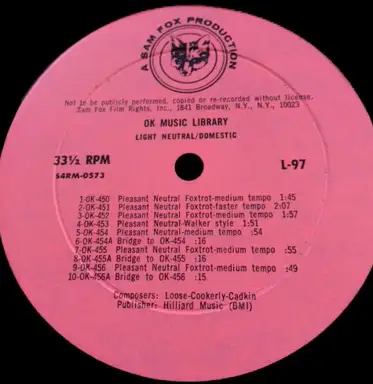 A SAM FOX PRODUCTION
Not to be publicly performed, copied or re-recorded without license.
Sam Fox Film Rights, Inc., 1841 Broadway, N.Y., N.Y., 10023
OK MUSIC LIBRARY
LIGHT NEUTRAL/DOMESTIC
33⅓ RPM
L-97
S4RM-0573
1-OK-450 Pleasant Neutral Foxtrot-medium tempo 1:45
2-OK-451 Pleasant Neutral Foxtrot-faster tempo 2:07
3-OK-452 Pleasant Neutral Foxtrot-medium tempo 1:57
4-OK-453 Pleasant Neutral-Walker style 1:51
5-OK-454 Pleasant Neutral-medium tempo :54
6-OK-454A Bridge to OK-454 :16
7-OK-455 Pleasant Neutral Foxtrot-medium tempo :55
8-OK-455A Bridge to OK-455 :16
9-OK-456 Pleasant Neutral Foxtrot-medium tempo :49
10-OK-456A Bridge to OK-456 :15
Composers: Loose-Cookerly-Cadkin
Publisher: Hilliard Music (BMI)